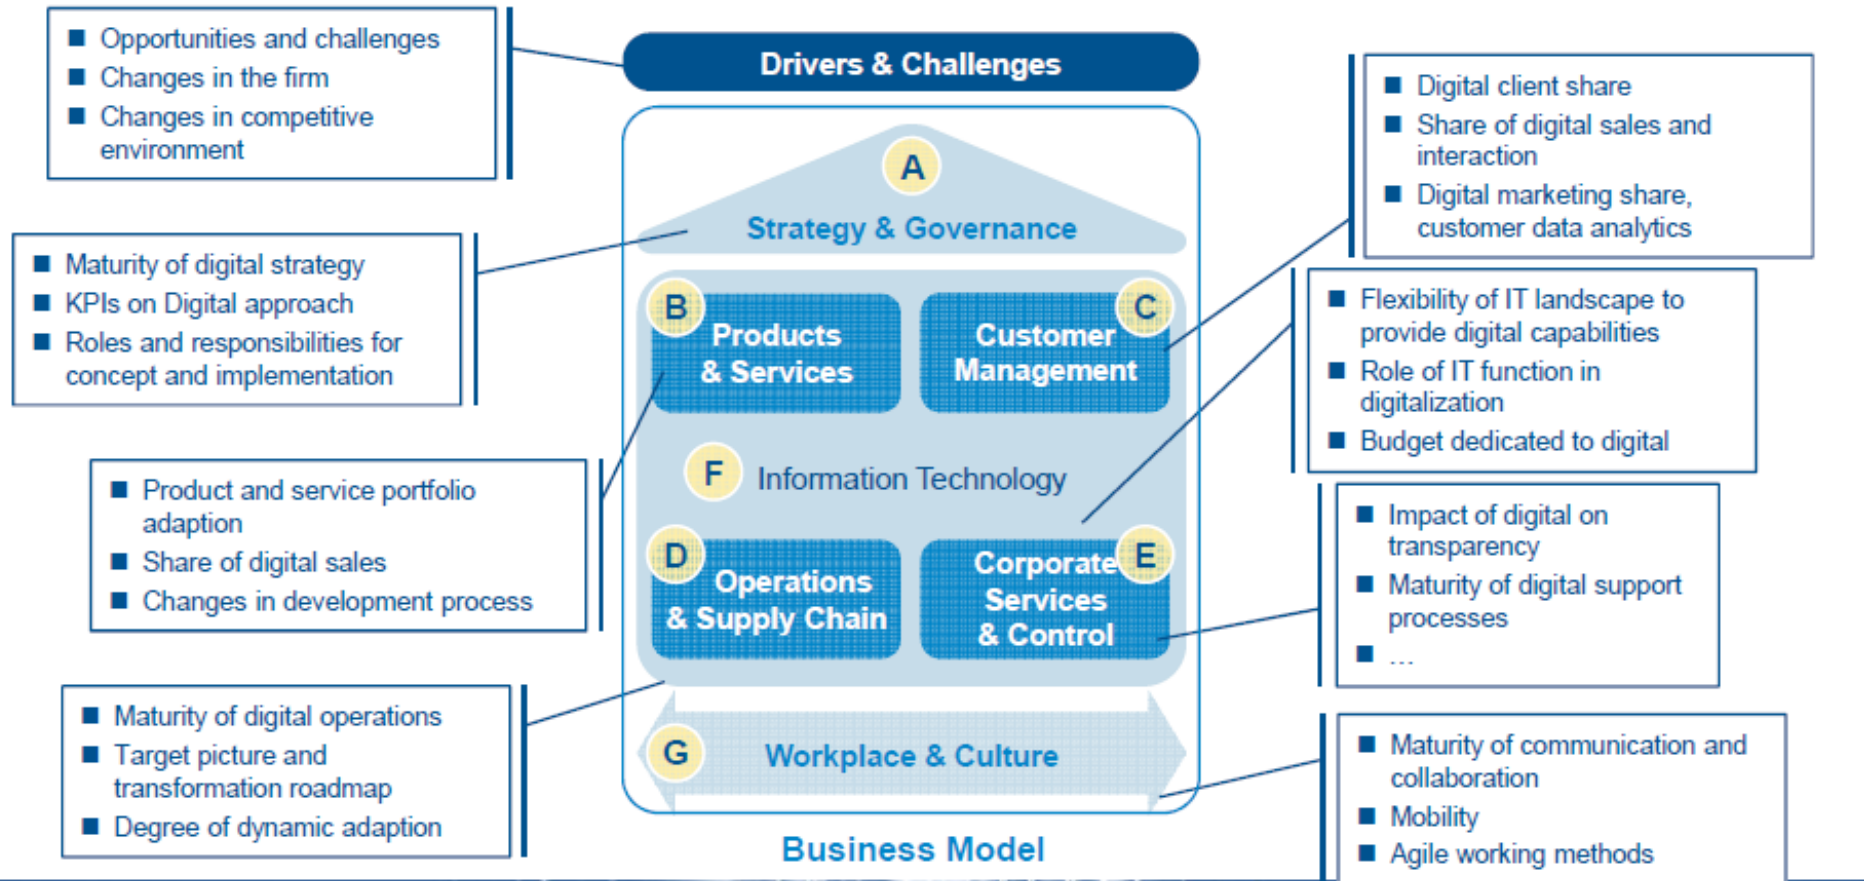 Opportunities and challenges
Changes in the firm
Changes in competitive
environment
Drivers & Challenges
Digital client share
Share of digital sales and
interaction
Digital marketing share,
customer data analytics
A
Strategy & Governance
Maturity of digital strategy
KPIs on Digital approach
Roles and responsibilities for
concept and implementation
B
Products
& Services
C
Customer
Management
Flexibility of IT landscape to
provide digital capabilities
Role of IT function in
digitalization
Budget dedicated to digital
F
Information Technology
Product and service portfolio
adaption
Share of digital sales
Changes in development process
D
Operations
& Supply Chain
E
Corporate
Services
& Control
Impact of digital on
transparency
Maturity of digital support
processes
...
Maturity of digital operations
Target picture and
transformation roadmap
Degree of dynamic adaption
G
Workplace & Culture
Maturity of communication and
collaboration
Mobility
Agile working methods
Business Model